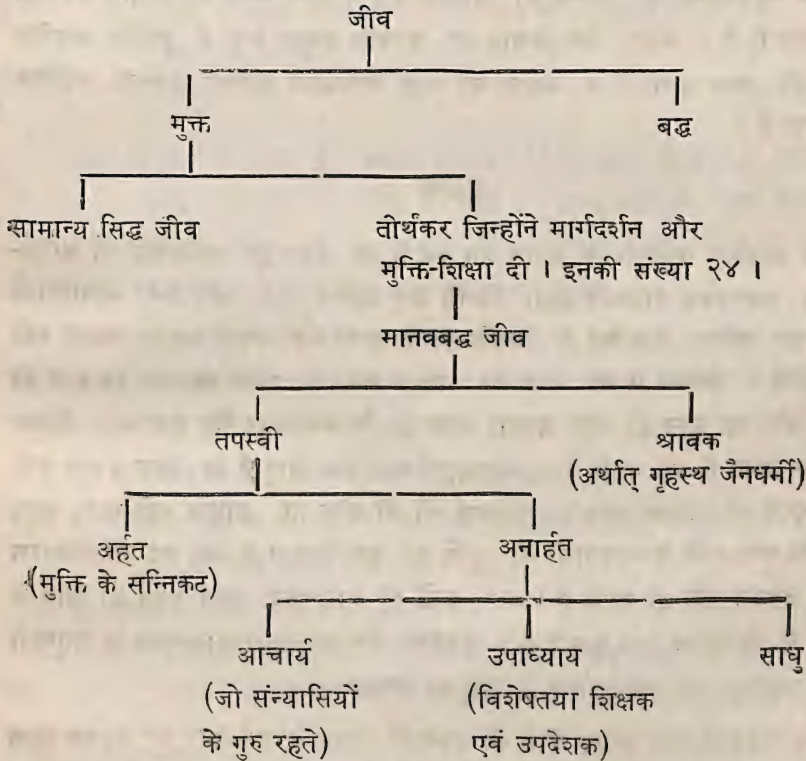 जीव
मुक्त बद्ध
सामान्य सिद्ध जीव तीर्थंकर जिन्होंने मार्गदर्शन और
मुक्ति-शिक्षा दी । इनकी संख्या २४ ।
मानवबद्ध जीव
तपस्वी श्रावक
(अर्थात् गृहस्थ जैनधर्मी)
अर्हत अनार्हत
(मुक्ति के सन्निकट)
आचार्य उपाध्याय साधु
(जो संन्यासियों (विशेषतया शिक्षक
के गुरु रहते) एवं उपदेशक)